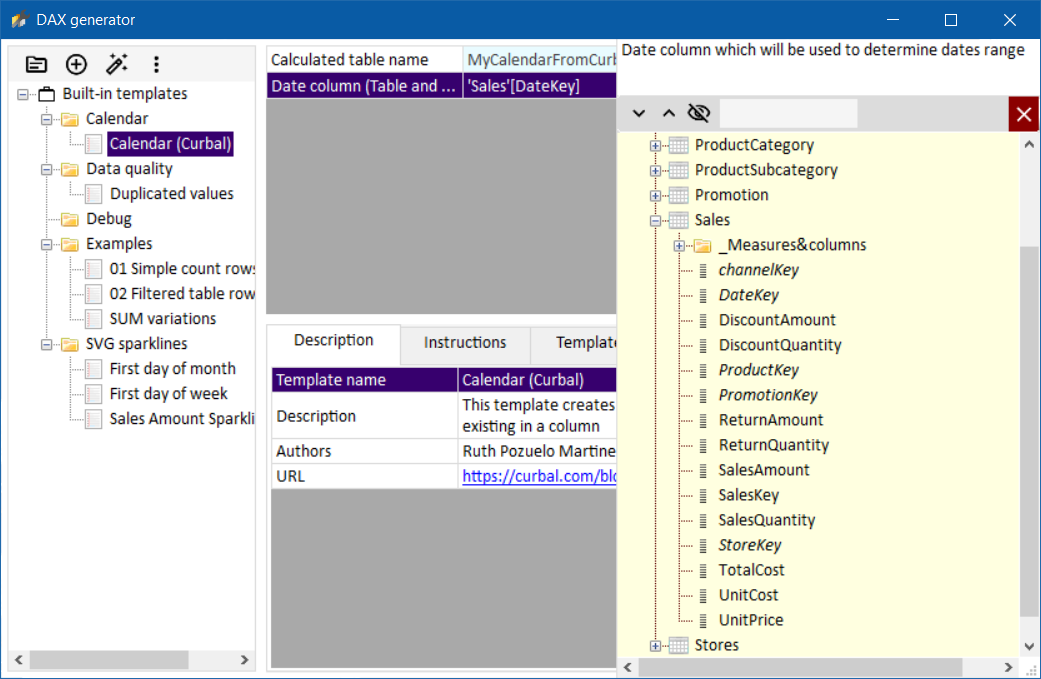 DAX generator
Built-in templates
Calendar
Calendar (Curbal)
Data quality
Duplicated values
Debug
Examples
01 Simple count rows
02 Filtered table row
SUM variations
SVG sparklines
First day of month
First day of week
Sales Amount Sparkli
Calculated table name MyCalendarFromCurb
Date column (Table and ... 'Sales'[DateKey]
Description Instructions Template
Template name Calendar (Curbal)
Description This template creates
existing in a column
Authors Ruth Pozuelo Martine
URL https://curbal.com/blo
Date column which will be used to determine dates range
ProductCategory
ProductSubcategory
Promotion
Sales
_Measures&columns
channelKey
DateKey
DiscountAmount
DiscountQuantity
ProductKey
PromotionKey
ReturnAmount
ReturnQuantity
SalesAmount
SalesKey
SalesQuantity
StoreKey
TotalCost
UnitCost
UnitPrice
Stores